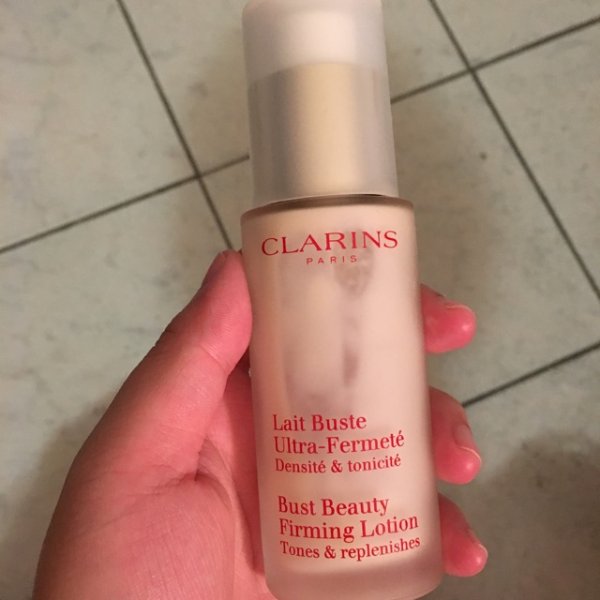 CLARINS
PARIS
Lait Buste
Ultra-Fermeté
Densité & tonicité
Bust Beauty
Firming Lotion
Tones & replenishes